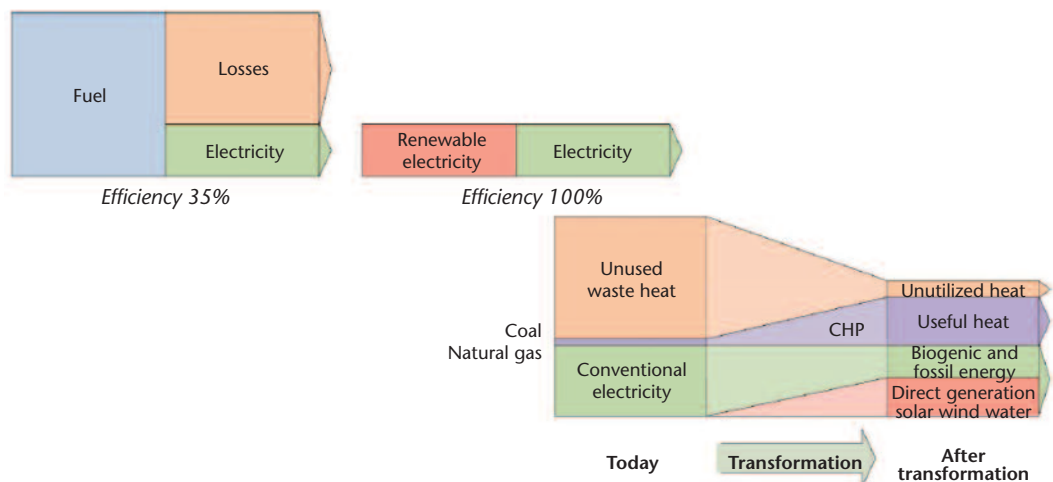 Fuel
Losses
Electricity
Efficiency 35%
Renewable
electricity
Electricity
Efficiency 100%
Coal
Natural gas
Unused
waste heat
Conventional
electricity
CHP
Unutilized heat
Useful heat
Biogenic and
fossil energy
Direct generation
solar wind water
Today
Transformation
After
transformation